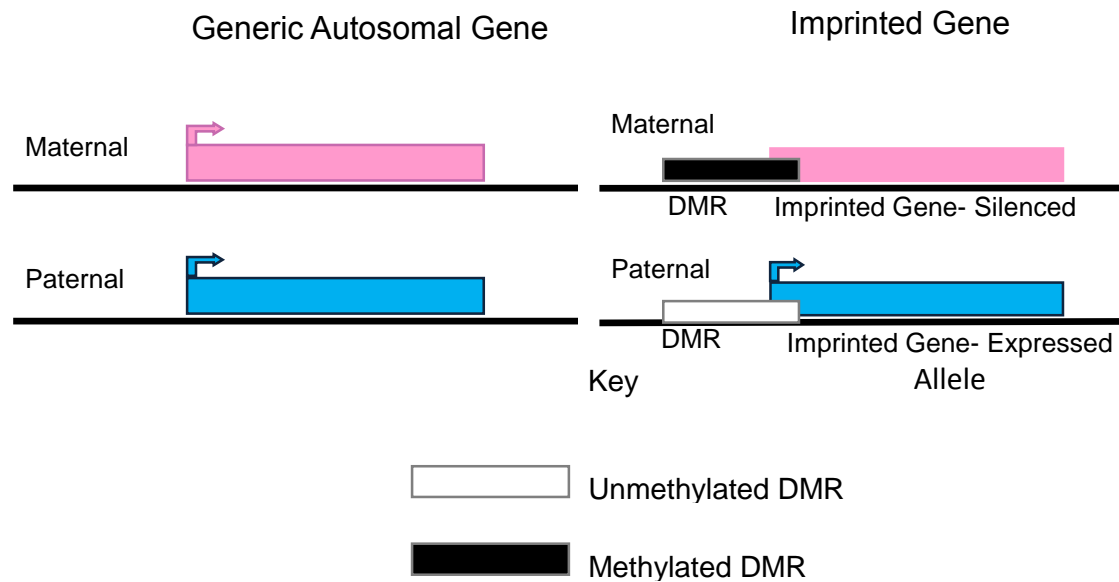 Generic Autosomal Gene
Maternal
Paternal
Imprinted Gene
Maternal
DMR
Imprinted Gene- Silenced
Paternal
DMR
Imprinted Gene- Expressed
Allele
Key
Unmethylated DMR
Methylated DMR